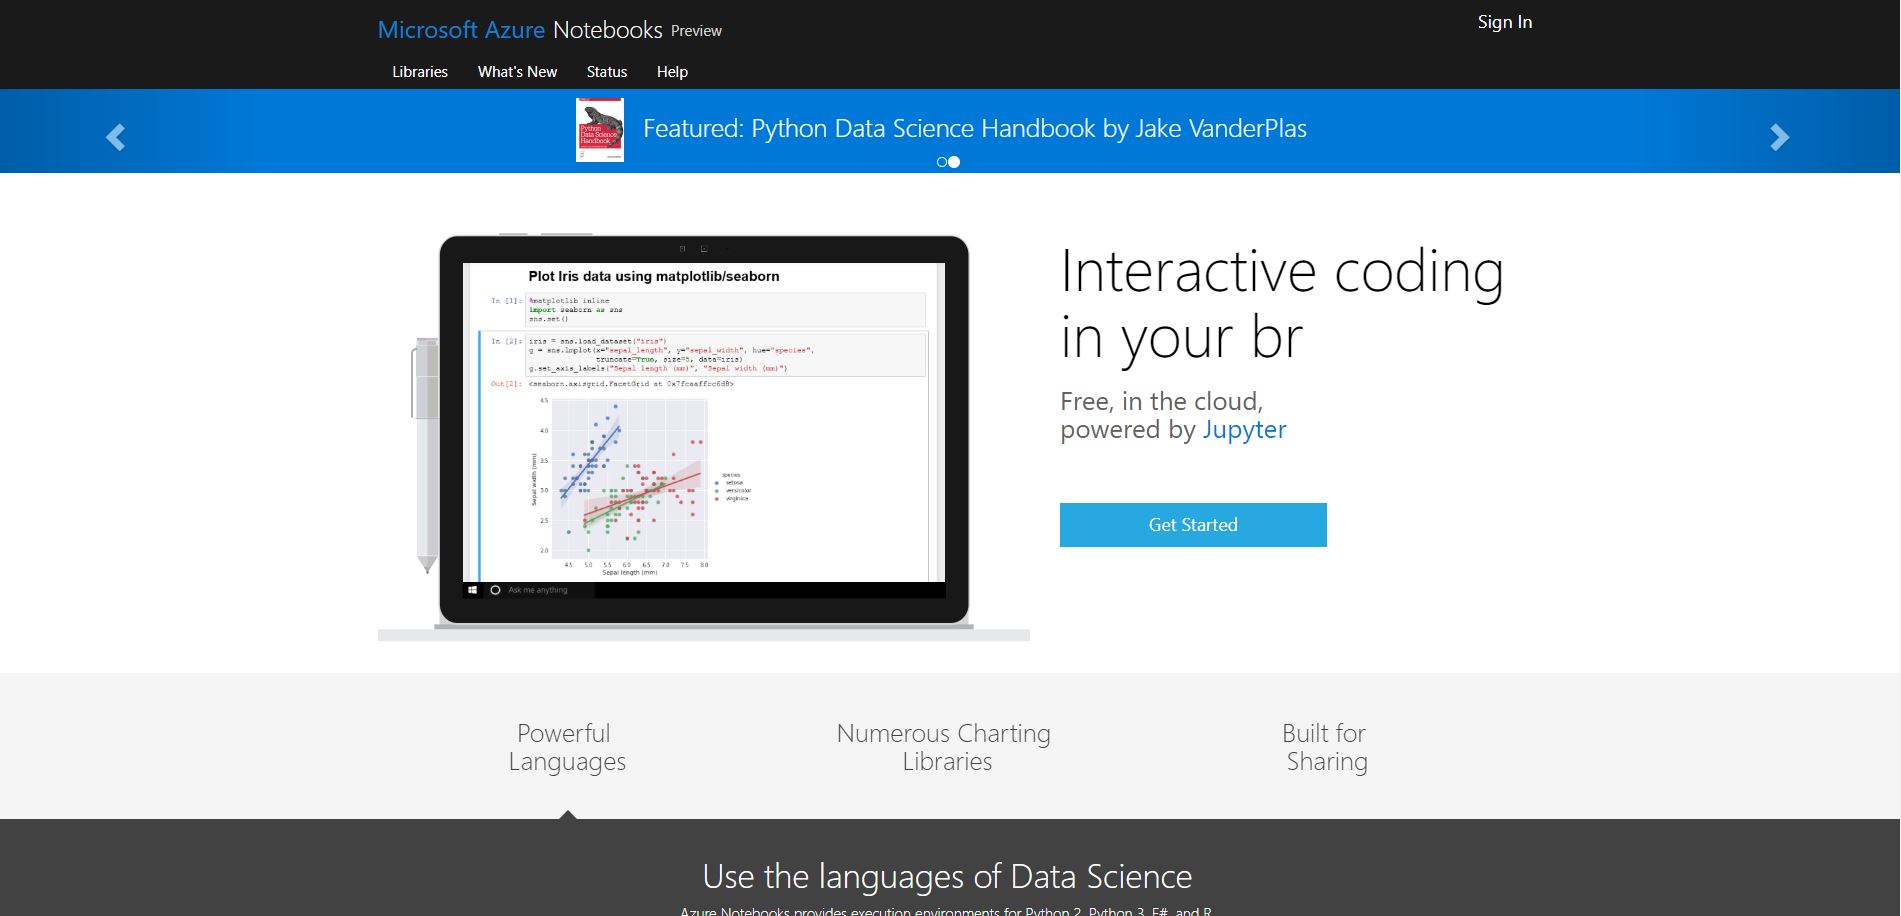 Microsoft Azure Notebooks Preview
Sign In
Libraries What's New Status Help
Python Data Science Handbook
Featured: Python Data Science Handbook by Jake VanderPlas
Plot Iris data using matplotlib/seaborn
In [1]: %matplotlib inline
import seaborn as sns
sns.set()
In [2]: iris = sns.load_dataset("iris")
g = sns.lmplot(x="sepal_length", y="sepal_width", hue="species",
truncate=True, size=5, data=iris)
g.set_axis_labels("Sepal length (mm)", "Sepal width (mm)")
Out[2]: <seaborn.axisgrid.FacetGrid at 0x7fcaaffcc6d8>
4.5
4.0
3.5
3.0
2.5
2.0
Sepal width (mm)
4.5 5.0 5.5 6.0 6.5 7.0 7.5 8.0
Sepal length (mm)
species
setosa
versicolor
virginica
Ask me anything
Interactive coding
in your br
Free, in the cloud,
powered by Jupyter
Get Started
Powerful
Languages
Numerous Charting
Libraries
Built for
Sharing
Use the languages of Data Science
Azure Notebooks provides execution environments for Python 2, Python 3, F#, and R